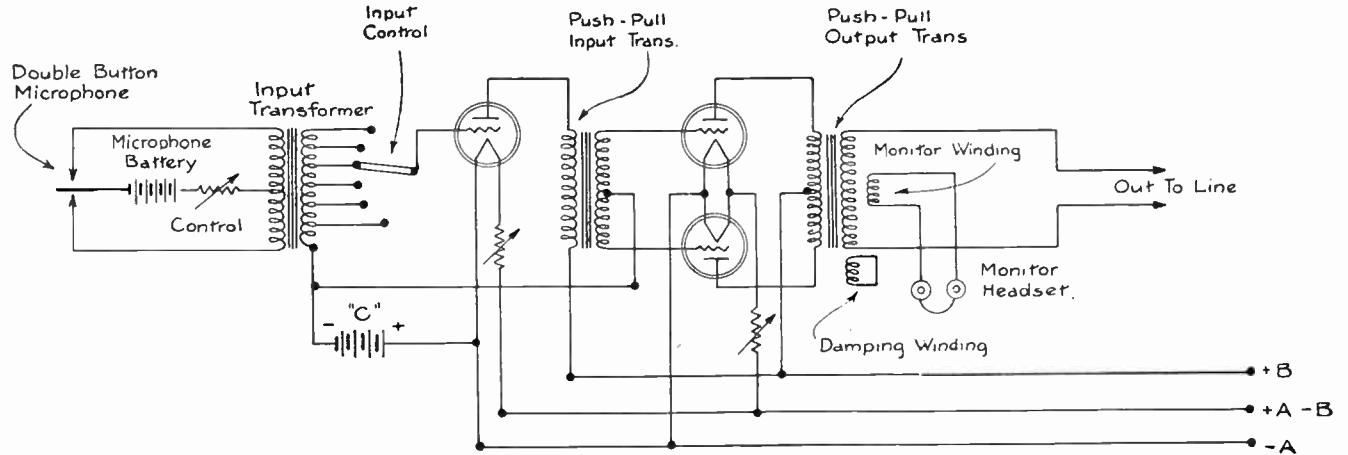 Input
Control
Push-Pull
Input Trans.
Push-Pull
Output Trans
Double Button
Microphone
Input
Transformer
Microphone
Battery
Control
Monitor Winding
Out To Line
Monitor
Headset.
"C"
- +
Damping Winding
+B
+A -B
-A